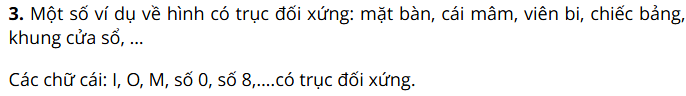 3. Một số ví dụ về hình có trục đối xứng: mặt bàn, cái mâm, viên bi, chiếc bảng,
khung cửa sổ, ...
Các chữ cái: I, O, M, số 0, số 8,....có trục đối xứng.